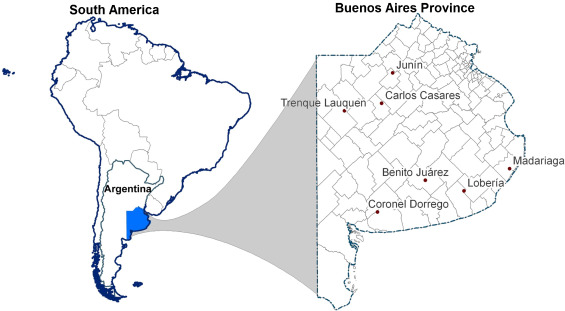 South America
Buenos Aires Province
Argentina
Junín
Carlos Casares
Trenque Lauquen
Madariaga
Benito Juárez
Lobería
Coronel Dorrego